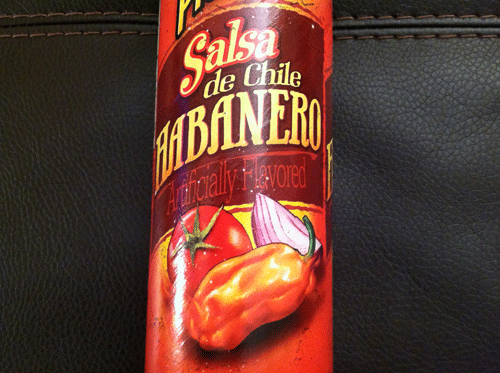 Salsa
de Chile
HABANERO
Artificially Flavored